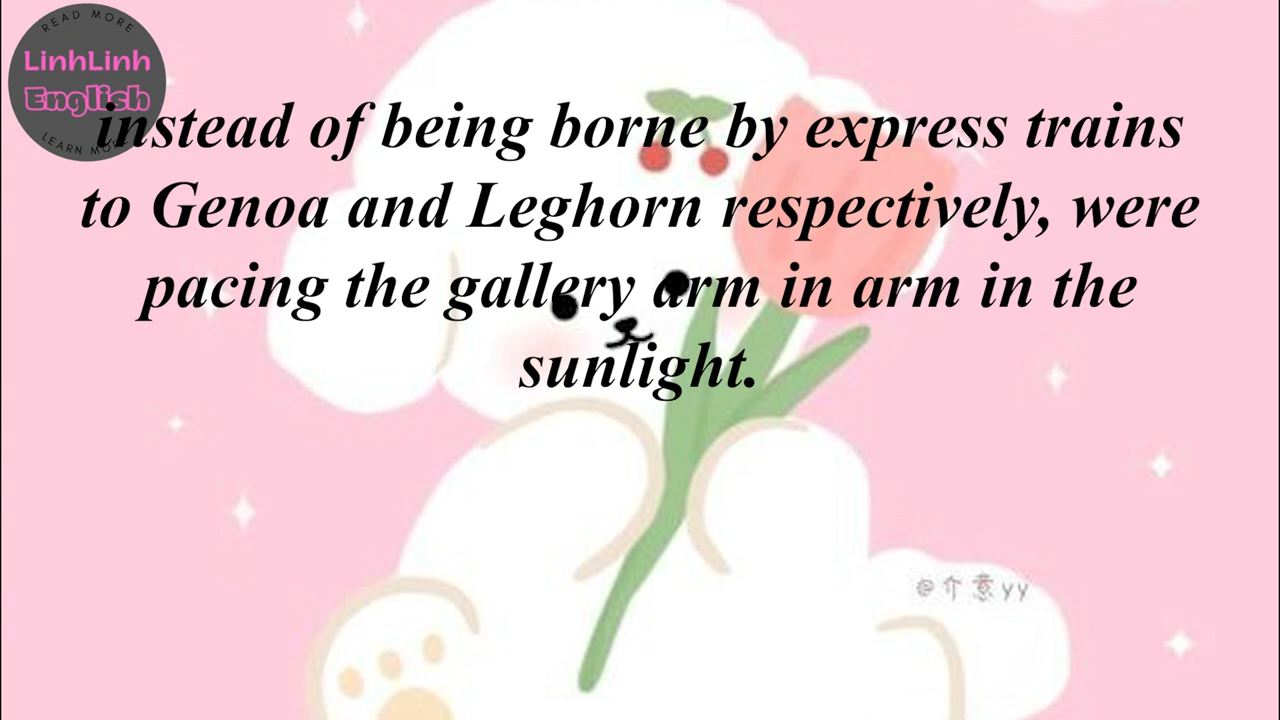 READ MORE
LinhLinh
English
LEARN MORE
instead of being borne by express trains
to Genoa and Leghorn respectively, were
pacing the gallery arm in arm in the
sunlight.
@介意yy